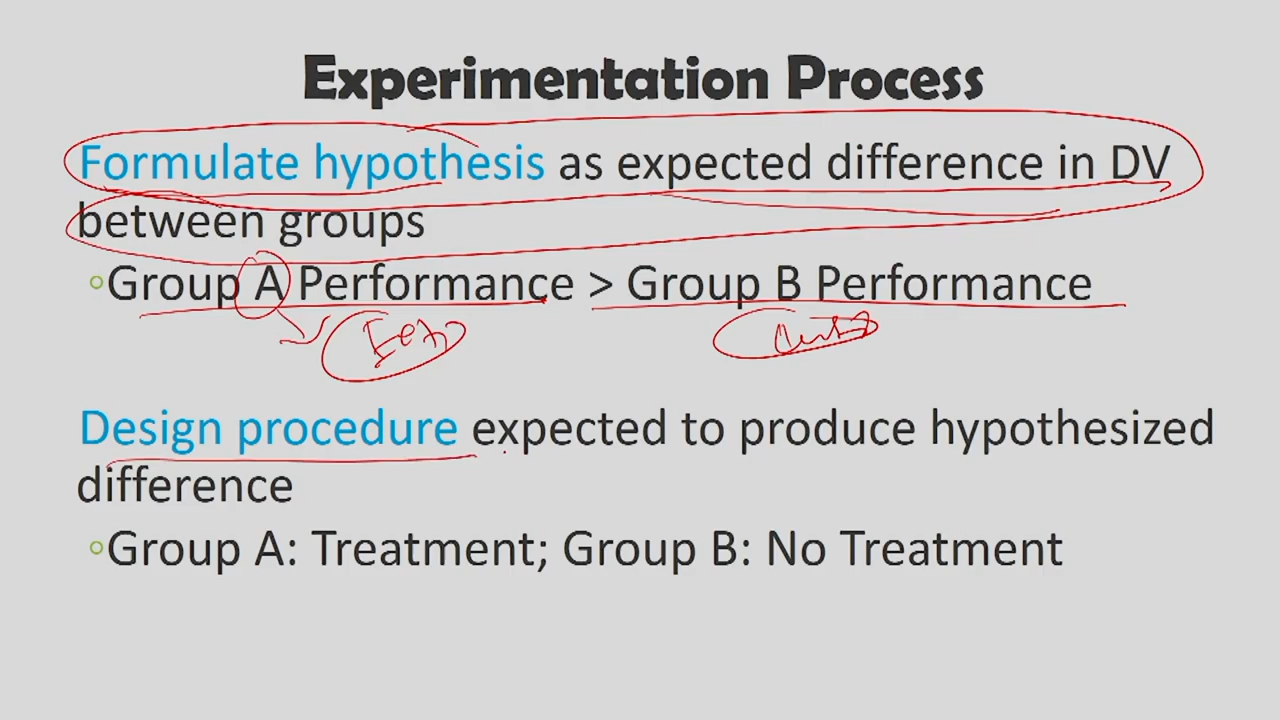 Experimentation Process
Formulate hypothesis as expected difference in DV
between groups
◦Group A Performance > Group B Performance
Design procedure expected to produce hypothesized
difference
◦Group A: Treatment; Group B: No Treatment